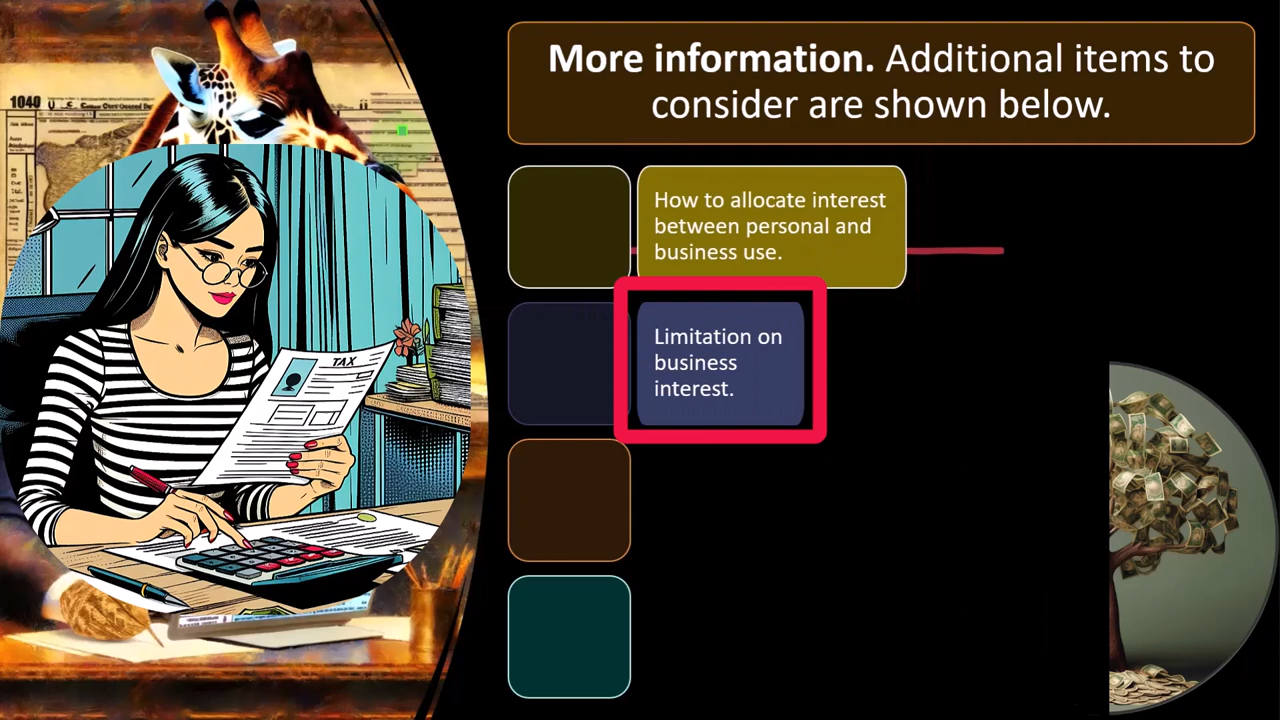 More information. Additional items to
consider are shown below.
How to allocate interest
between personal and
business use.
Limitation on
business
interest.
1040
TAX